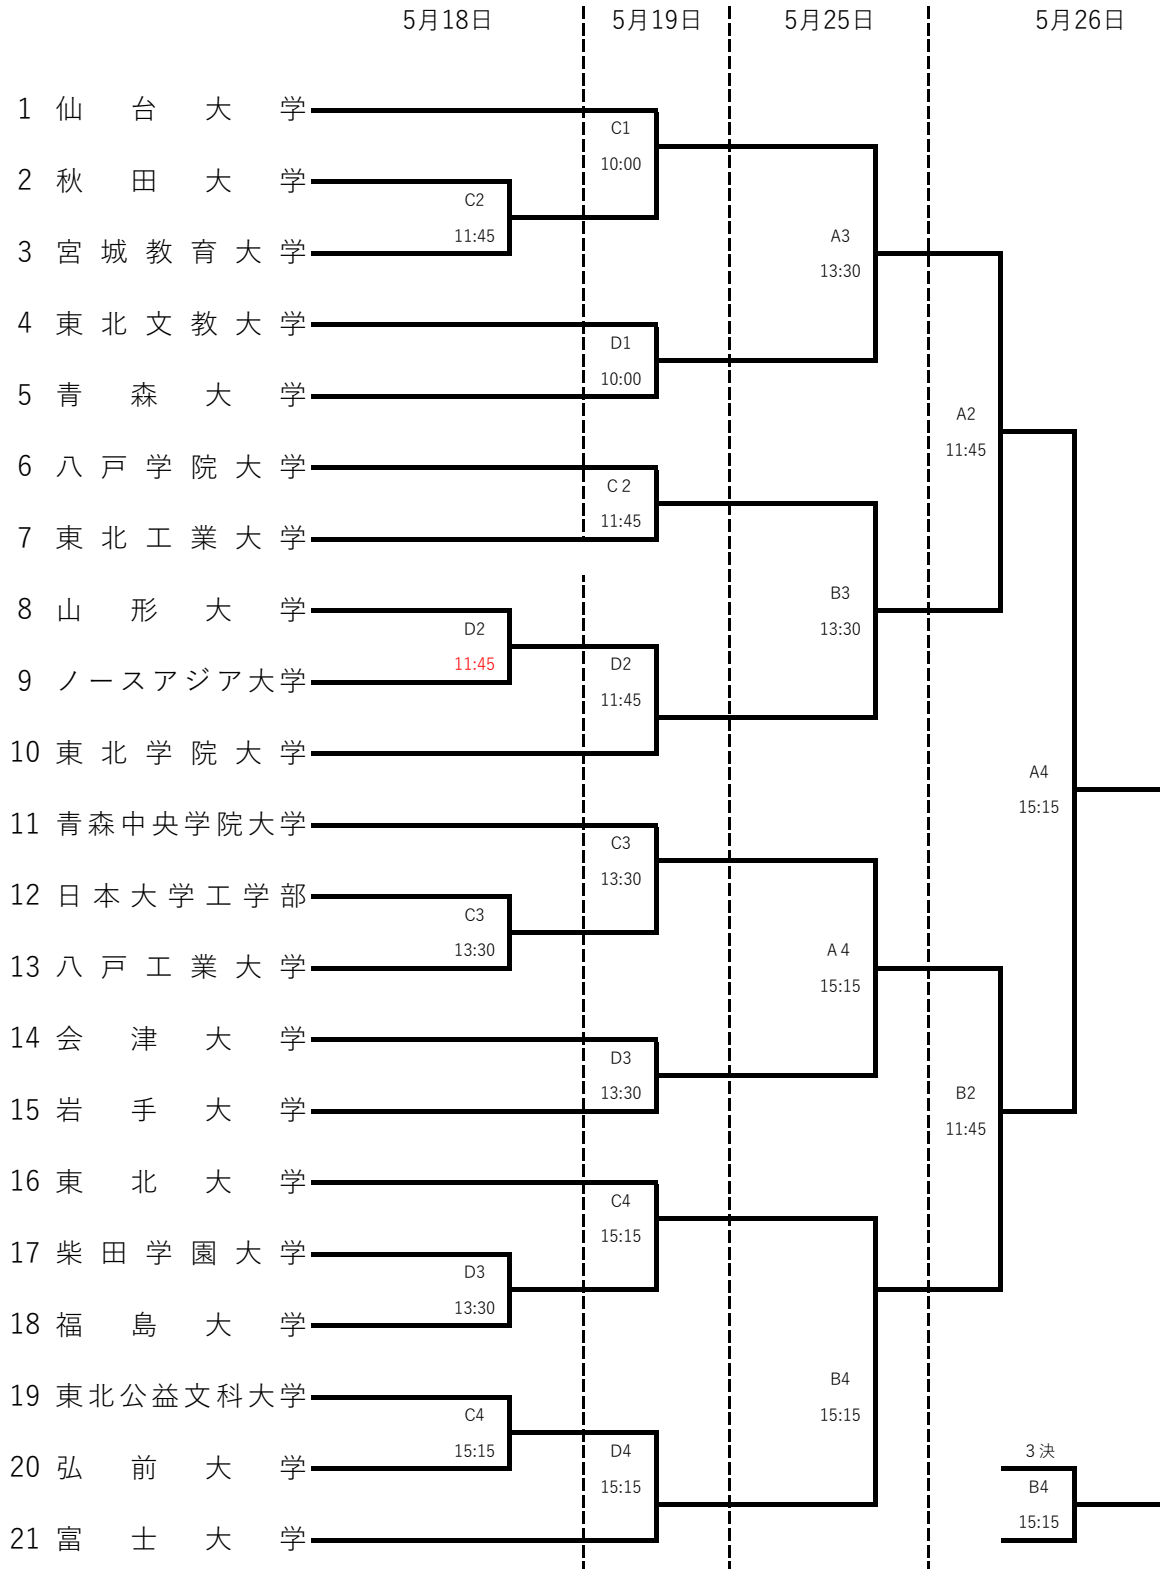 5月18日 5月19日 5月25日 5月26日
1 仙台大学
C1
10:00
2 秋田大学
C2
11:45
3 宮城教育大学
A3
13:30
4 東北文教大学
D1
10:00
5 青森大学
A2
11:45
6 八戸学院大学
C 2
11:45
7 東北工業大学
8 山形大学
B3
13:30
D2
11:45
9 ノースアジア大学
D2
11:45
10 東北学院大学
A4
15:15
11 青森中央学院大学
C3
13:30
12 日本大学工学部
C3
13:30
13 八戸工業大学
A 4
15:15
14 会津大学
D3
13:30
15 岩手大学
B2
11:45
16 東北大学
C4
15:15
17 柴田学園大学
D3
13:30
18 福島大学
19 東北公益文科大学
B4
15:15
C4
15:15
20 弘前大学
D4
15:15
3決
B4
15:15
21 富士大学